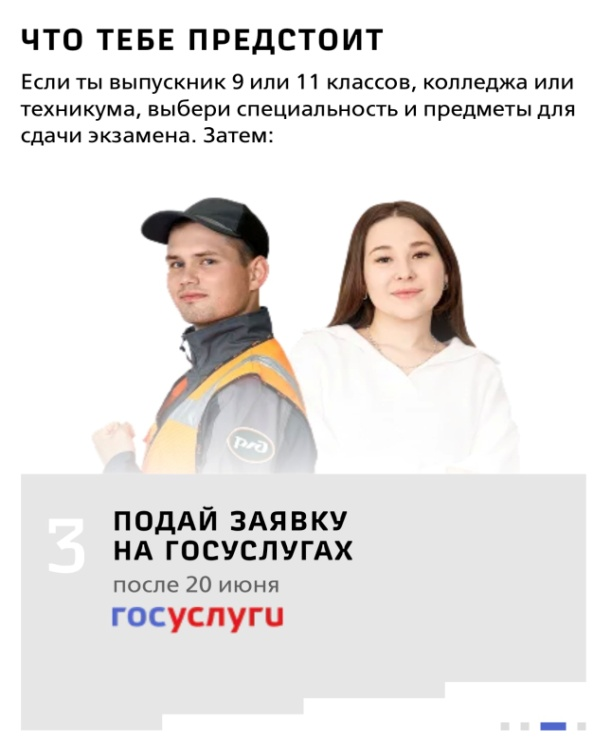 ЧТО ТЕБЕ ПРЕДСТОИТ
Если ты выпускник 9 или 11 классов, колледжа или
техникума, выбери специальность и предметы для
сдачи экзамена. Затем:
ржд
3
ПОДАЙ ЗАЯВКУ
НА ГОСУСЛУГАХ
после 20 июня
госуслуги